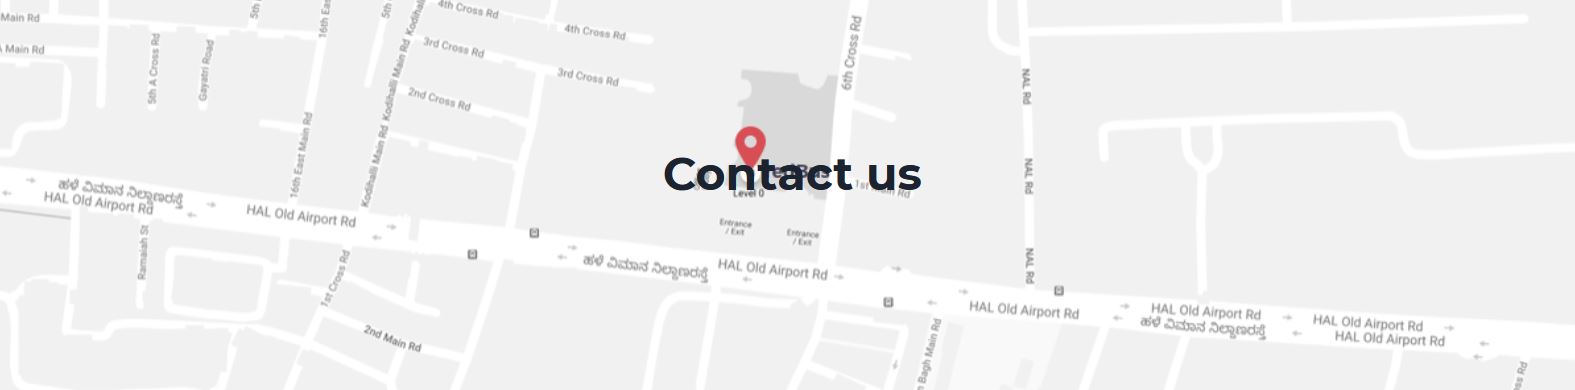 Main Rd
5th
16th Eas
5th
Kodihal
4th Cross Rd
4th Cross Rd
6th Cross Rd
A Main Rd
5th A Cross Rd
Gayatri Road
Kodihalli Main Rd
3rd Cross Rd
3rd Cross Rd
NAL Rd
2nd Cross Rd
16th East Main Rd
Kodihalli Main Rd
NAL Rd
Contact us
Level 0
1st Main Rd
ಹಳೆ ವಿಮಾನ ನಿಲ್ದಾಣರಸ್ತೆ
HAL Old Airport Rd
HAL Old Airport Rd
Entrance
/ Exit
Entrance
/ Exit
Ramaiah St
1st Cross Rd
ಹಳೆ ವಿಮಾನ ನಿಲ್ದಾಣರಸ್ತೆ
HAL Old Airport Rd
NAL Rd
HAL Old Airport Rd
HAL Old Airport Rd
ಹಳೆ ವಿಮಾನ ನಿಲ್ದಾಣರಸ್ತೆ
HAL Old Airport Rd
HAL Old Airport Rd
2nd Main Rd
n Bagh Main Rd
ss Rd